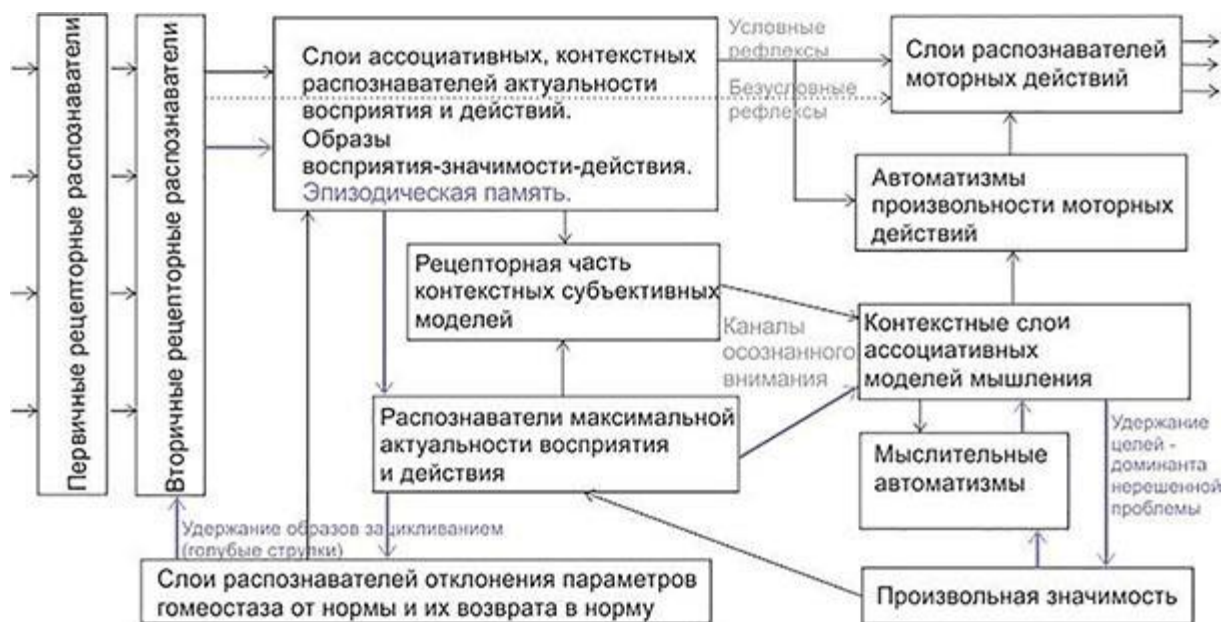 Первичные рецепторные распознаватели
Вторичные рецепторные распознаватели
Слои ассоциативных, контекстных
распознавателей актуальности
восприятия и действий.
Образы
восприятия-значимости-действия.
Эпизодическая память.
Условные
рефлексы
Безусловные
рефлексы
Слои распознавателей
моторных действий
Автоматизмы
произвольности моторных
действий
Рецепторная часть
контекстных субъективных
моделей
Каналы
осознанного
внимания
Контекстные слои
ассоциативных
моделей мышления
Распознаватели максимальной
актуальности восприятия
и действия
Мыслительные
автоматизмы
Удержание
целей -
доминанта
нерешенной
проблемы
Удержание образов зацикливанием
(голубые струлки)
Слои распознавателей отклонения параметров
гомеостаза от нормы и их возврата в норму
Произвольная значимость